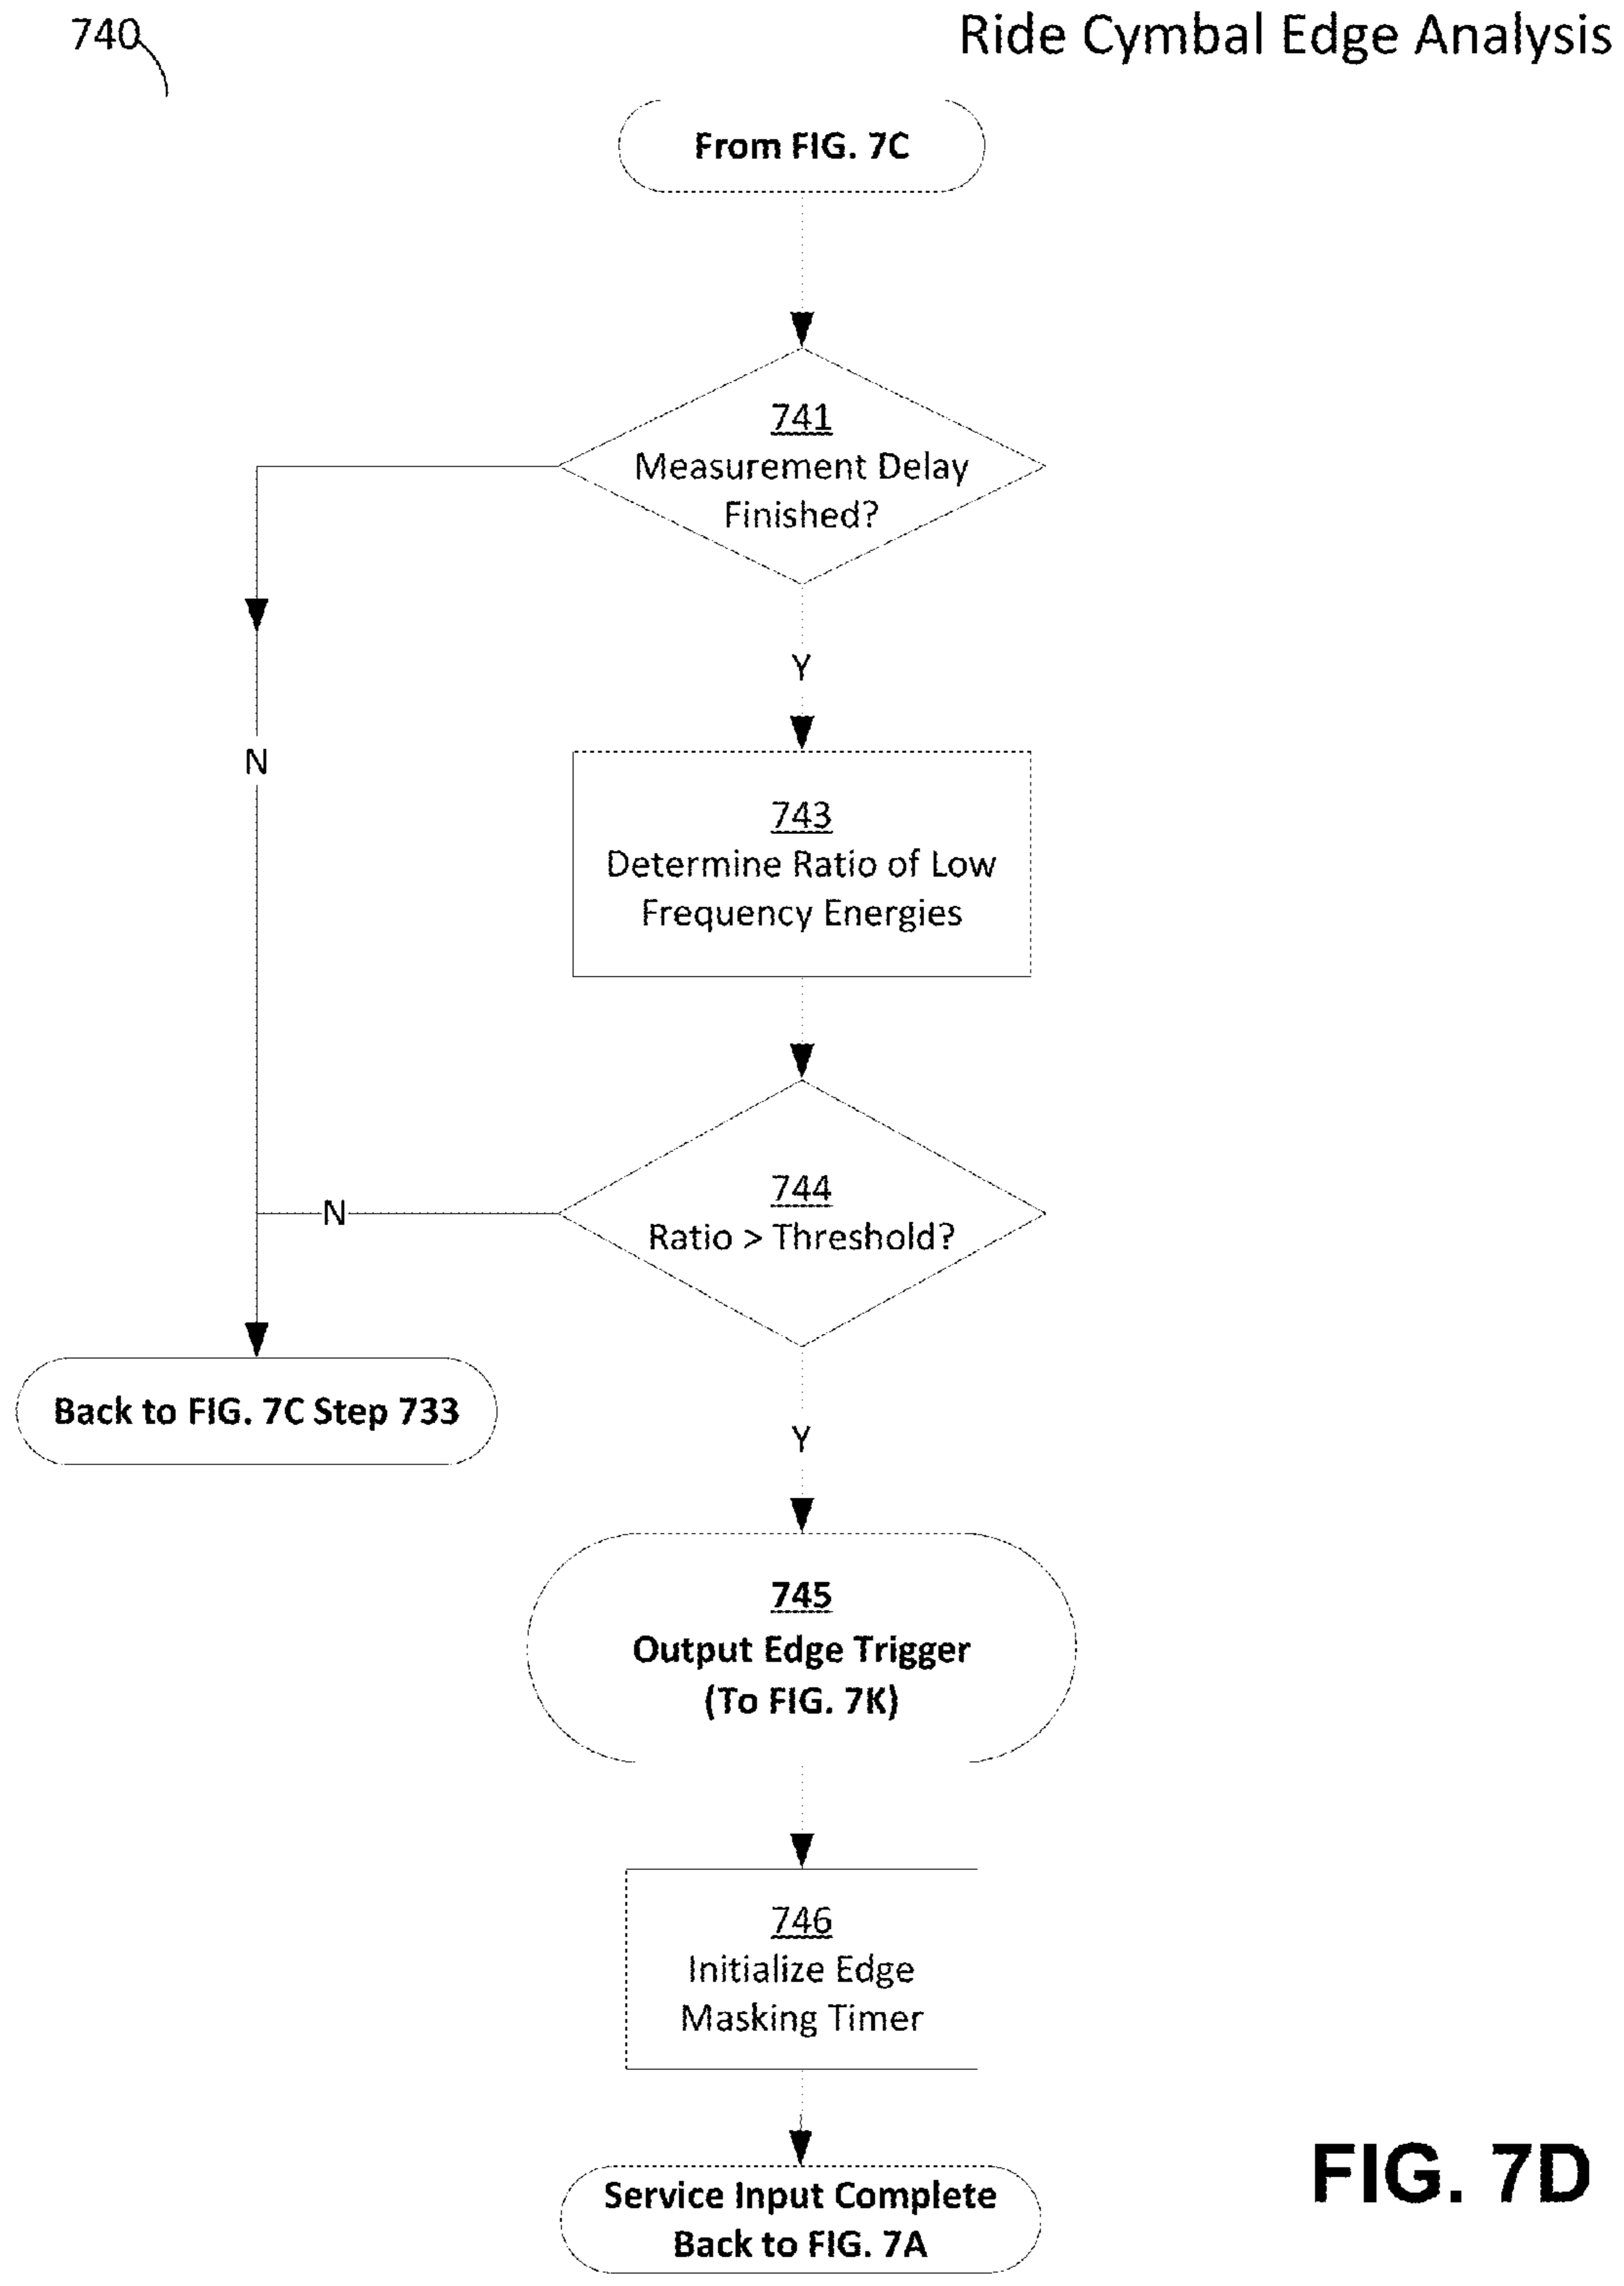 740
Ride Cymbal Edge Analysis
From FIG. 7C
741
Measurement Delay
Finished?
Y
N
743
Determine Ratio of Low
Frequency Energies
744
Ratio > Threshold?
N
Back to FIG. 7C Step 733
Y
745
Output Edge Trigger
(To FIG. 7K)
746
Initialize Edge
Masking Timer
Service Input Complete
Back to FIG. 7A
FIG. 7D